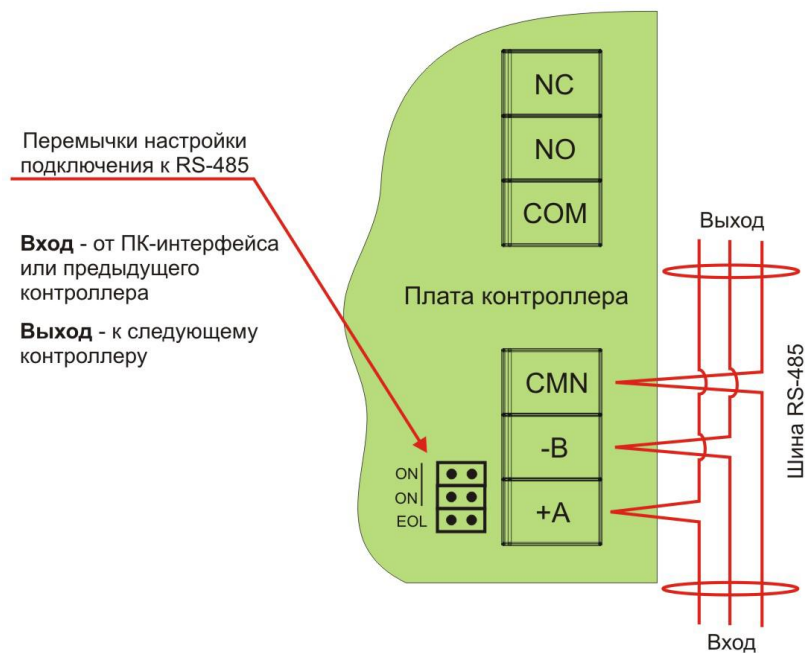 Перемычки настройки
подключения к RS-485
Вход - от ПК-интерфейса
или предыдущего
контроллера
Выход - к следующему
контроллеру
NC
NO
COM
Плата контроллера
CMN
-B
+A
ON
ON
EOL
Выход
Шина RS-485
Вход